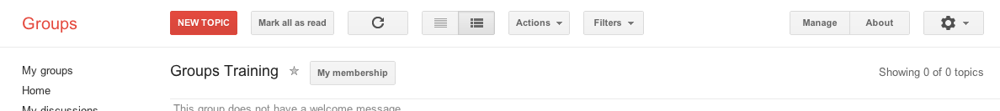 Groups NEW TOPIC Mark all as read Actions Filters Manage About
My groups
Groups Training My membership Showing 0 of 0 topics
Home
My discussions
This group does not have a welcome message